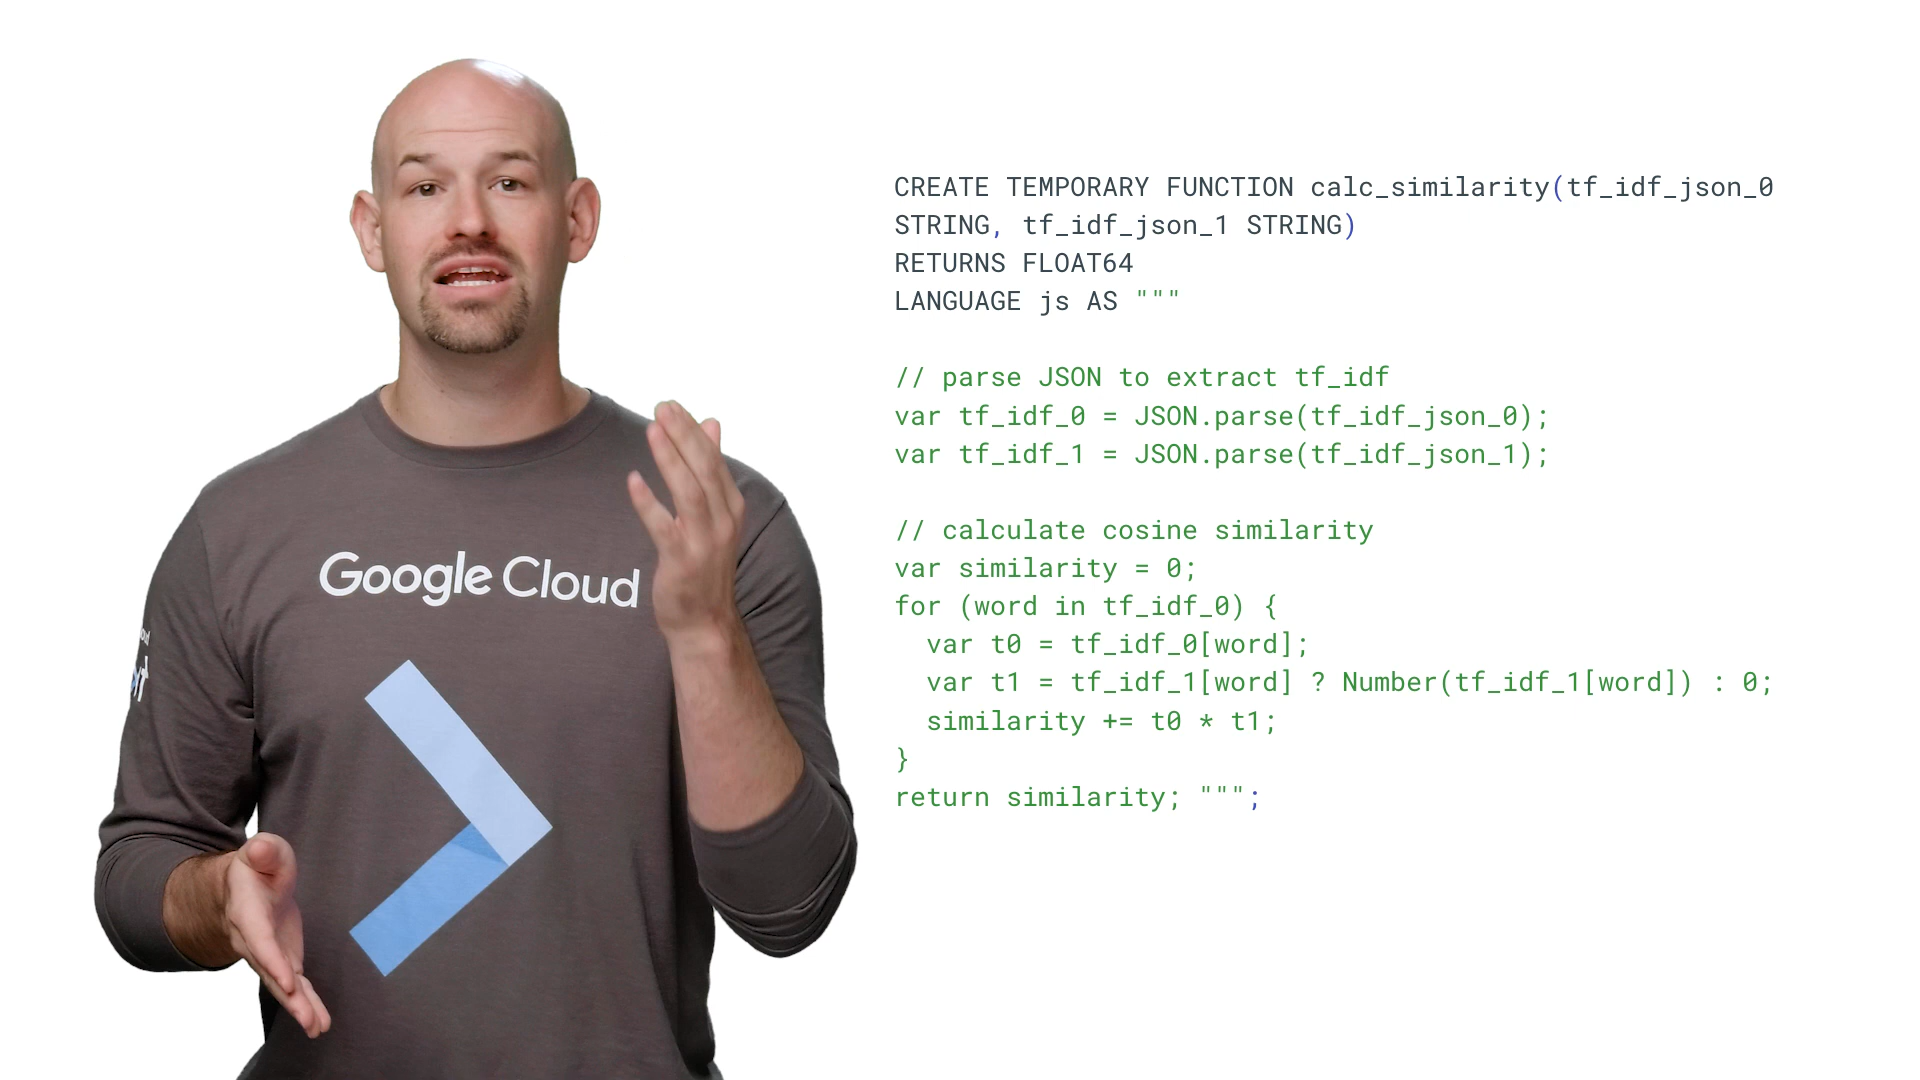 CREATE TEMPORARY FUNCTION calc_similarity(tf_idf_json_0
STRING, tf_idf_json_1 STRING)
RETURNS FLOAT64
LANGUAGE js AS """
// parse JSON to extract tf_idf
var tf_idf_0 = JSON.parse(tf_idf_json_0);
var tf_idf_1 = JSON.parse(tf_idf_json_1);
// calculate cosine similarity
var similarity = 0;
for (word in tf_idf_0) {
  var t0 = tf_idf_0[word];
  var t1 = tf_idf_1[word] ? Number(tf_idf_1[word]) : 0;
  similarity += t0 * t1;
}
return similarity; """;
Google Cloud